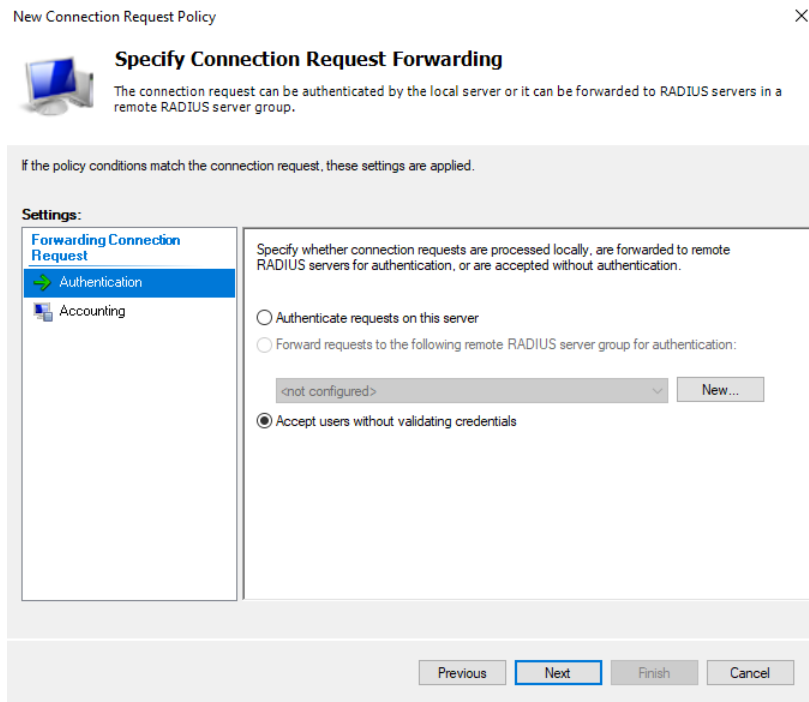 New Connection Request Policy
Specify Connection Request Forwarding
The connection request can be authenticated by the local server or it can be forwarded to RADIUS servers in a
remote RADIUS server group.
If the policy conditions match the connection request, these settings are applied.
Settings:
Forwarding Connection
Request
Authentication
Accounting
Specify whether connection requests are processed locally, are forwarded to remote
RADIUS servers for authentication, or are accepted without authentication.
Authenticate requests on this server
Forward requests to the following remote RADIUS server group for authentication:
<not configured>
New...
Accept users without validating credentials
Previous
Next
Finish
Cancel